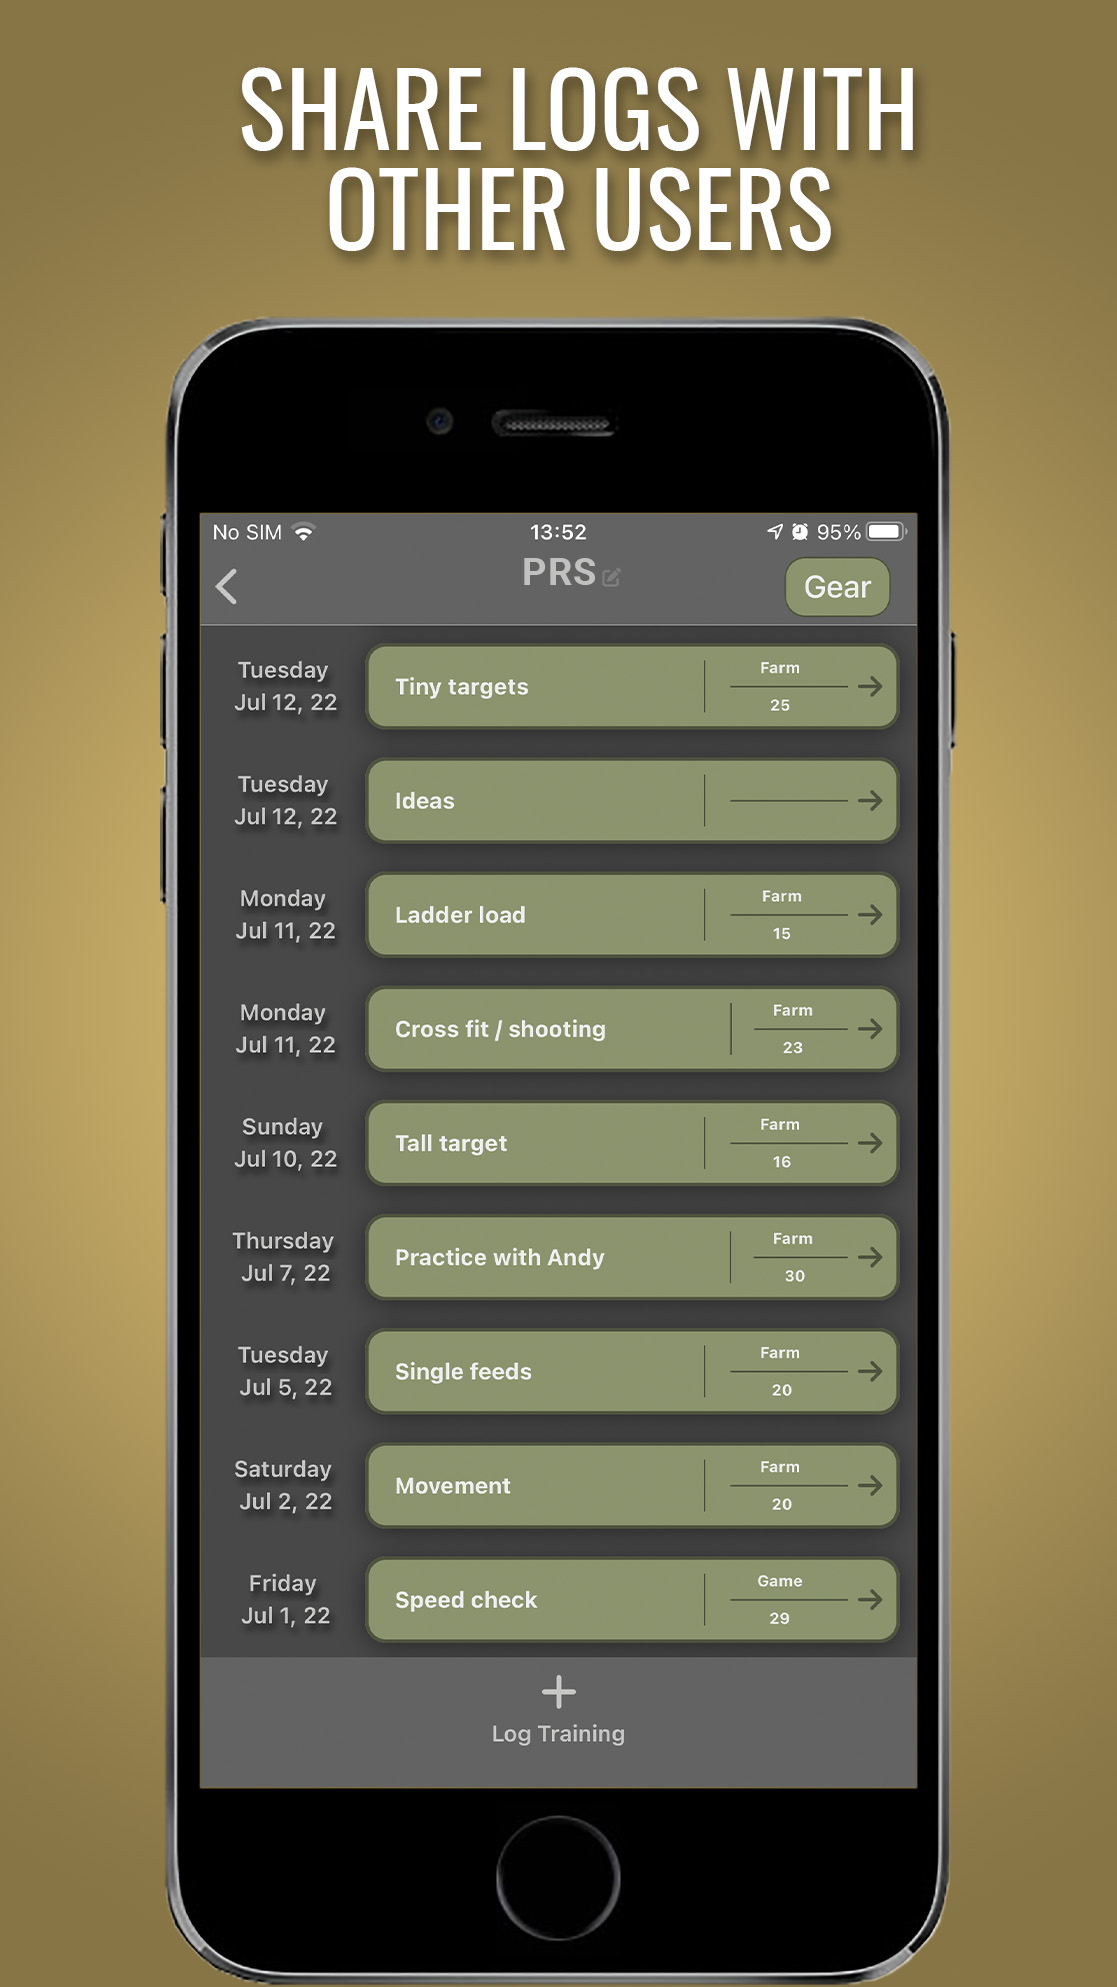 SHARE LOGS WITH
OTHER USERS
No SIM 13:52 95%
PRS
Gear
Tuesday
Jul 12, 22
Tiny targets
Farm
25
Tuesday
Jul 12, 22
Ideas
Monday
Jul 11, 22
Ladder load
Farm
15
Monday
Jul 11, 22
Cross fit / shooting
Farm
23
Sunday
Jul 10, 22
Tall target
Farm
16
Thursday
Jul 7, 22
Practice with Andy
Farm
30
Tuesday
Jul 5, 22
Single feeds
Farm
20
Saturday
Jul 2, 22
Movement
Farm
20
Friday
Jul 1, 22
Speed check
Game
29
Log Training